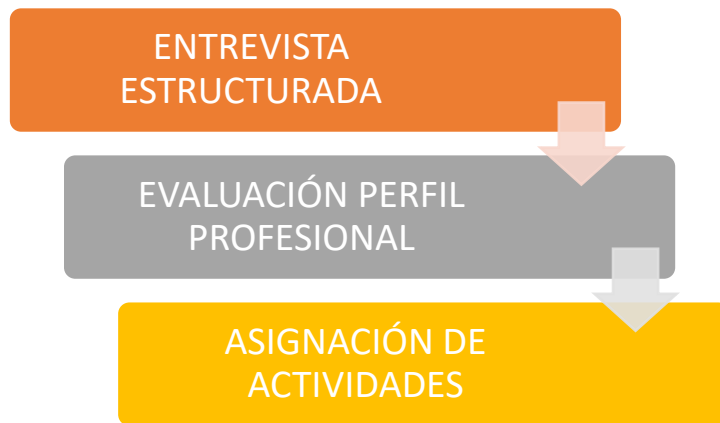 ENTREVISTA
ESTRUCTURADA
EVALUACIÓN PERFIL
PROFESIONAL
ASIGNACIÓN DE
ACTIVIDADES